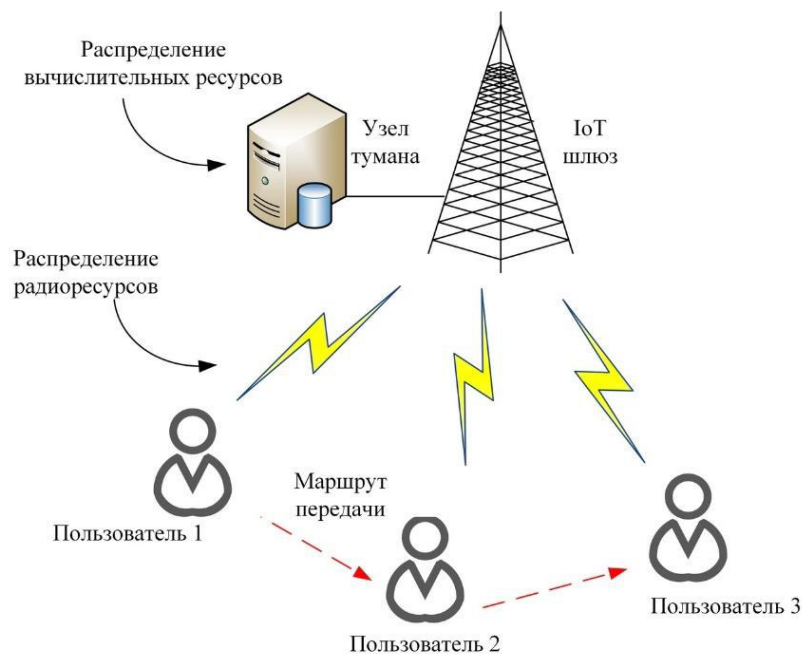 Распределение
вычислительных ресурсов
Узел
тумана
IoT
шлюз
Распределение
радиоресурсов
Маршрут
передачи
Пользователь 1
Пользователь 2
Пользователь 3